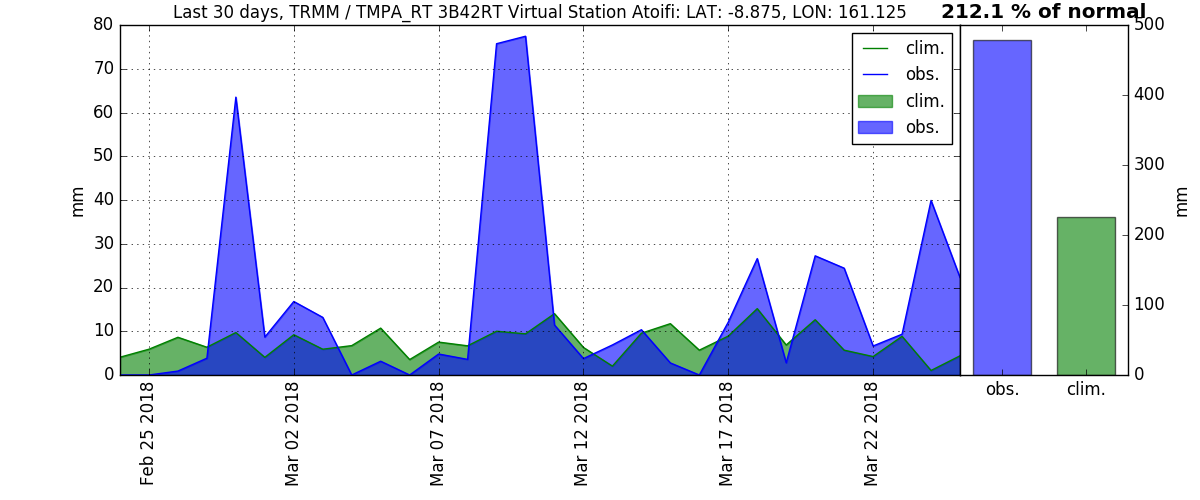 Last 30 days, TRMM / TMPA_RT 3B42RT Virtual Station Atoifi: LAT: -8.875, LON: 161.125
212.1 % of normal
80
70
60
50
40
30
20
10
0
mm
clim.
obs.
clim.
obs.
500
400
300
200
100
0
mm
Feb 25 2018
Mar 02 2018
Mar 07 2018
Mar 12 2018
Mar 17 2018
Mar 22 2018
obs.
clim.